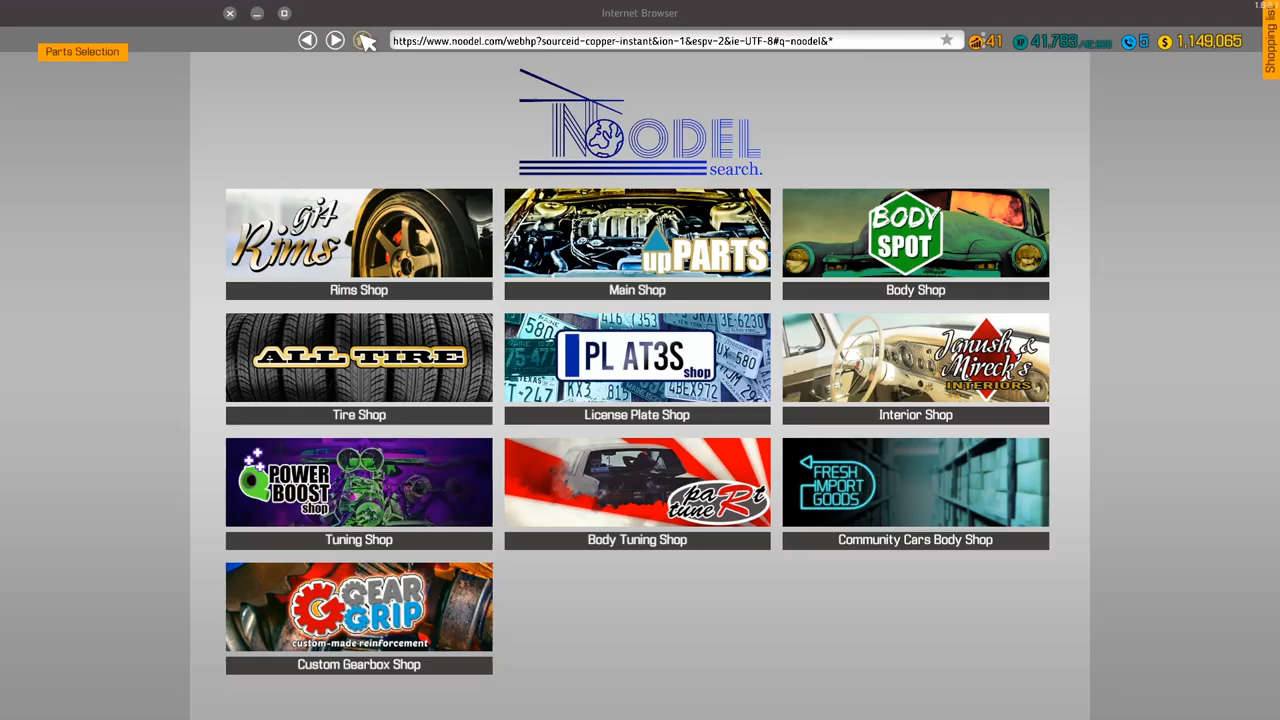 Internet Browser
Parts Selection
https://www.noodel.com/webhp?sourceid-copper-instant&ion-1&espv-2&ie-UTF-8#q-noodel&*
41
41,783
5
1,149,065
Shopping list
NOODEL
search.
gj4
Rims
upPARTS
BODY
SPOT
Rims Shop
Main Shop
Body Shop
ALL TIRE
PL AT3S
shop
Janush &
Mireck's
INTERIORS
Tire Shop
License Plate Shop
Interior Shop
POWER
BOOST
shop
paRt
tuneR
FRESH
IMPORT
GOODS
Tuning Shop
Body Tuning Shop
Community Cars Body Shop
GEAR
GRIP
custom-made reinforcement
Custom Gearbox Shop